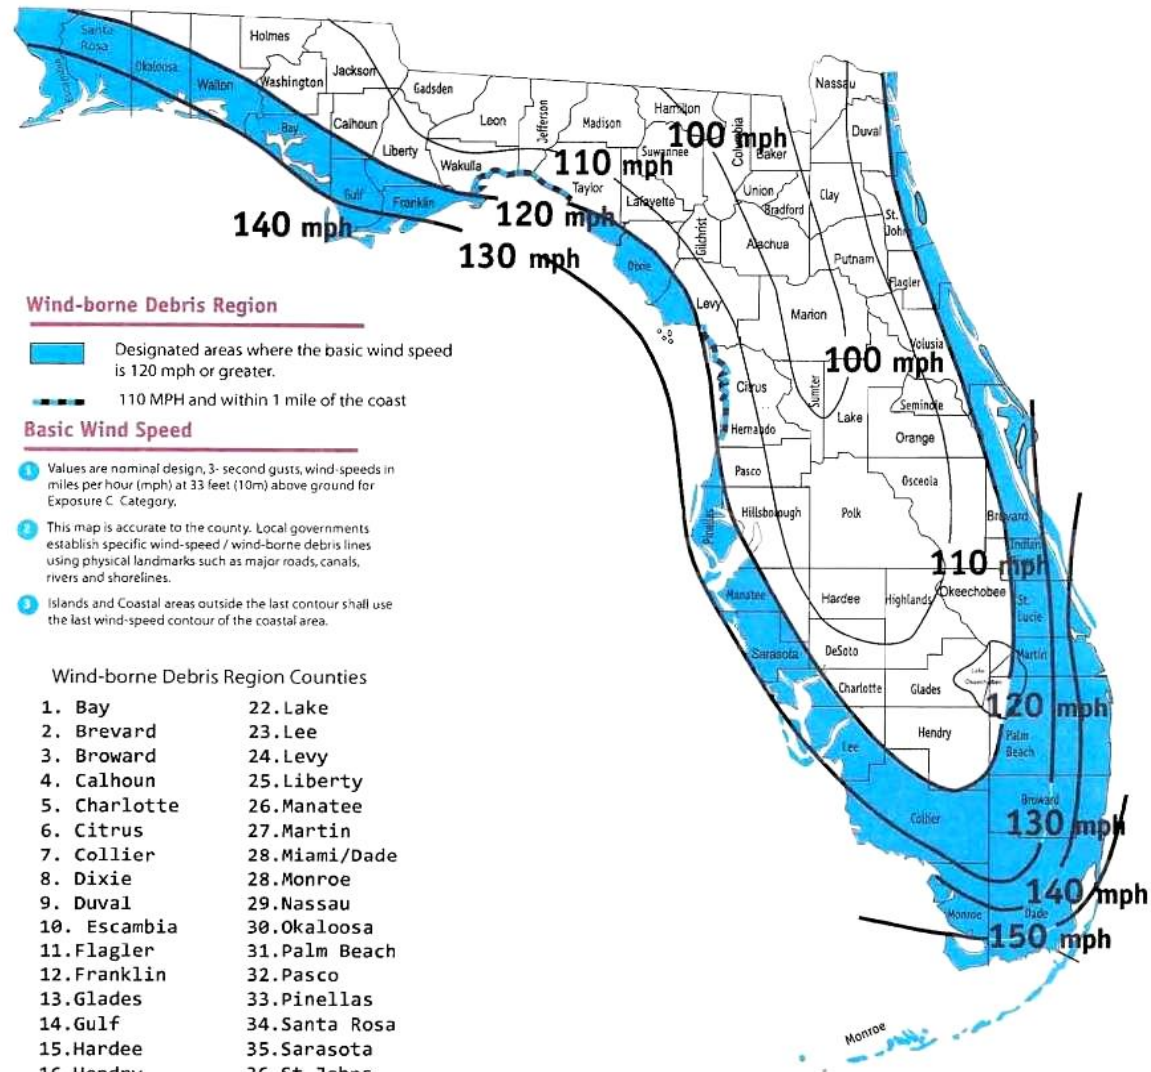 Santa
Rosa
Escambia
Okaloosa
Walton
Holmes
Washington
Jackson
Bay
Calhoun
Gulf
Liberty
Franklin
Gadsden
Leon
Wakulla
Jefferson
Madison
Taylor
Hamilton
Suwannee
Lafayette
Dixie
Columbia
Baker
Nassau
Duval
Union
Bradford
Clay
St.
John
Gilchrist
Alachua
Putnam
Flagler
Levy
Marion
Volusia
Citrus
Sumter
Lake
Seminole
Hernando
Orange
Pasco
Osceola
Pinellas
Hillsborough
Polk
Brevard
Indian
Manatee
Hardee
Highlands
Okeechobee
St.
Lucie
Sarasota
DeSoto
Martin
Charlotte
Glades
Lake
Lee
Hendry
Palm
Beach
Collier
Broward
Monroe
Dade
Monroe
100 mph
110 mph
120 mph
140 mph
130 mph
100 mph
110 mph
120 mph
130 mph
140 mph
150 mph
Wind-borne Debris Region
Designated areas where the basic wind speed
is 120 mph or greater.
110 MPH and within 1 mile of the coast
Basic Wind Speed
1 Values are nominal design, 3- second gusts, wind-speeds in
miles per hour (mph) at 33 feet (10m) above ground for
Exposure C Category.
2 This map is accurate to the county. Local governments
establish specific wind-speed / wind-borne debris lines
using physical landmarks such as major roads, canals,
rivers and shorelines.
3 Islands and Coastal areas outside the last contour shall use
the last wind-speed contour of the coastal area.
Wind-borne Debris Region Counties
1. Bay
2. Brevard
3. Broward
4. Calhoun
5. Charlotte
6. Citrus
7. Collier
8. Dixie
9. Duval
10. Escambia
11.Flagler
12.Franklin
13.Glades
14.Gulf
15.Hardee
16.Hendry
22.Lake
23.Lee
24.Levy
25.Liberty
26.Manatee
27.Martin
28.Miami/Dade
28.Monroe
29.Nassau
30.Okaloosa
31.Palm Beach
32.Pasco
33.Pinellas
34.Santa Rosa
35.Sarasota
36.St Johns